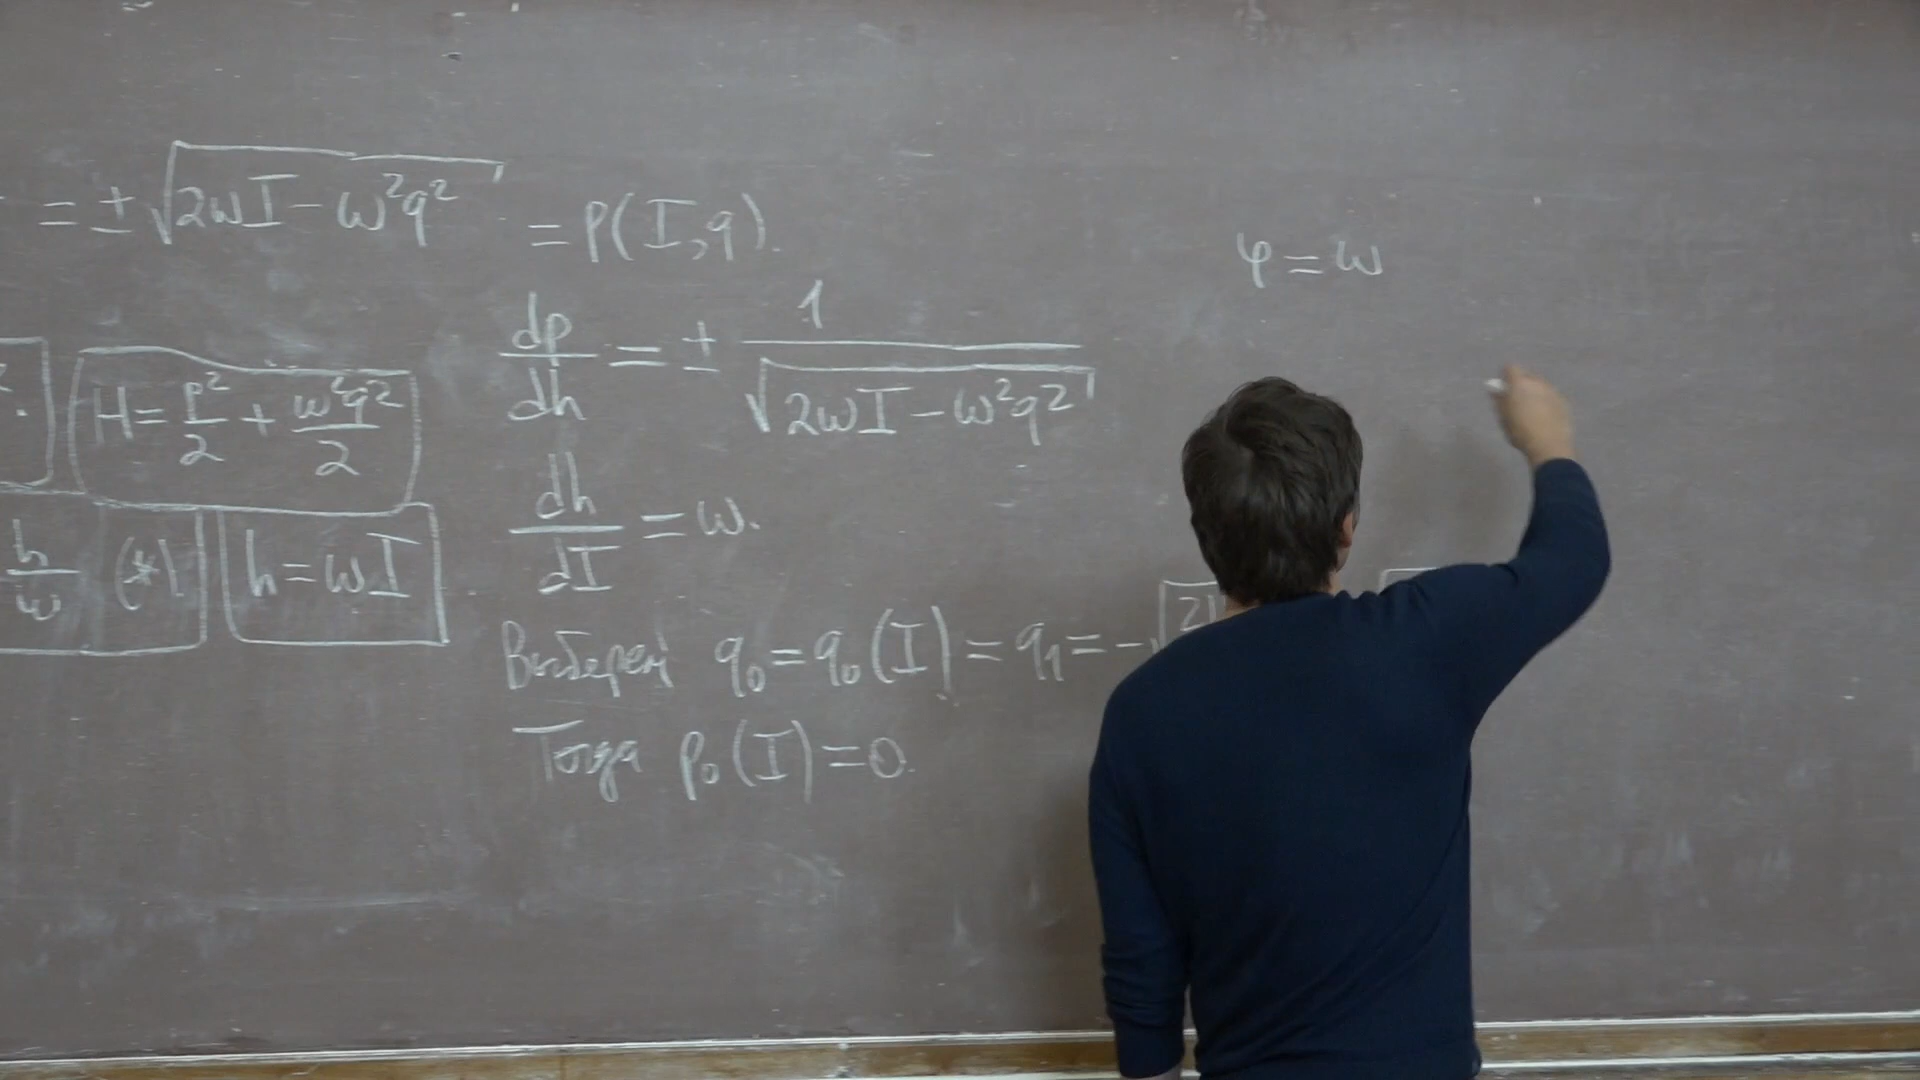 = ± √(2ωI − ω²q²) = P(I,q).
dp/dh = ± 1/√(2ωI − ω²q²)
H = p²/2 + ω²q²/2
dh/dI = ω.
h/ω (*)
h = ωI
Выберем q₀ = q₀(I) = q₁ = −√
Тогда p₀(I) = 0.
φ = ω